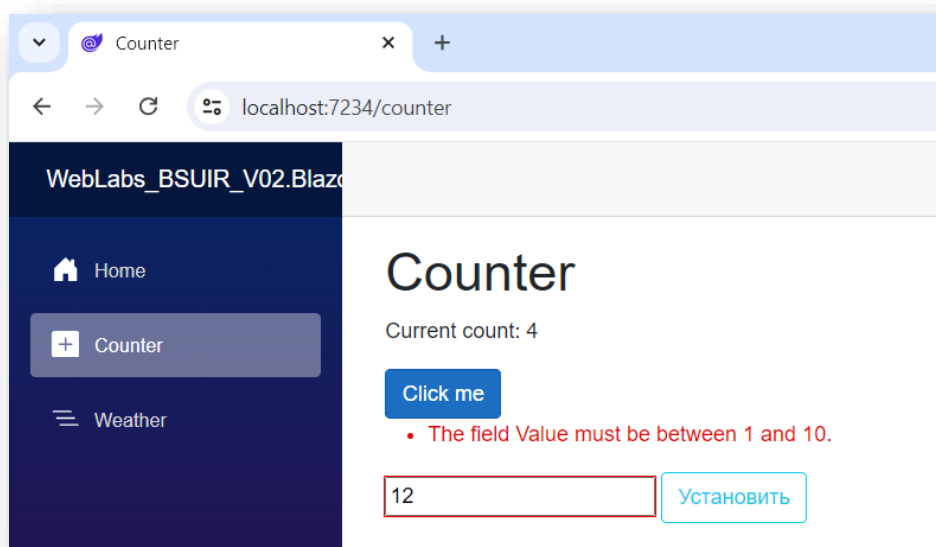 Counter
localhost:7234/counter
WebLabs_BSUIR_V02.Blazo
Home
Counter
Weather
Counter
Current count: 4
Click me
The field Value must be between 1 and 10.
12
Установить